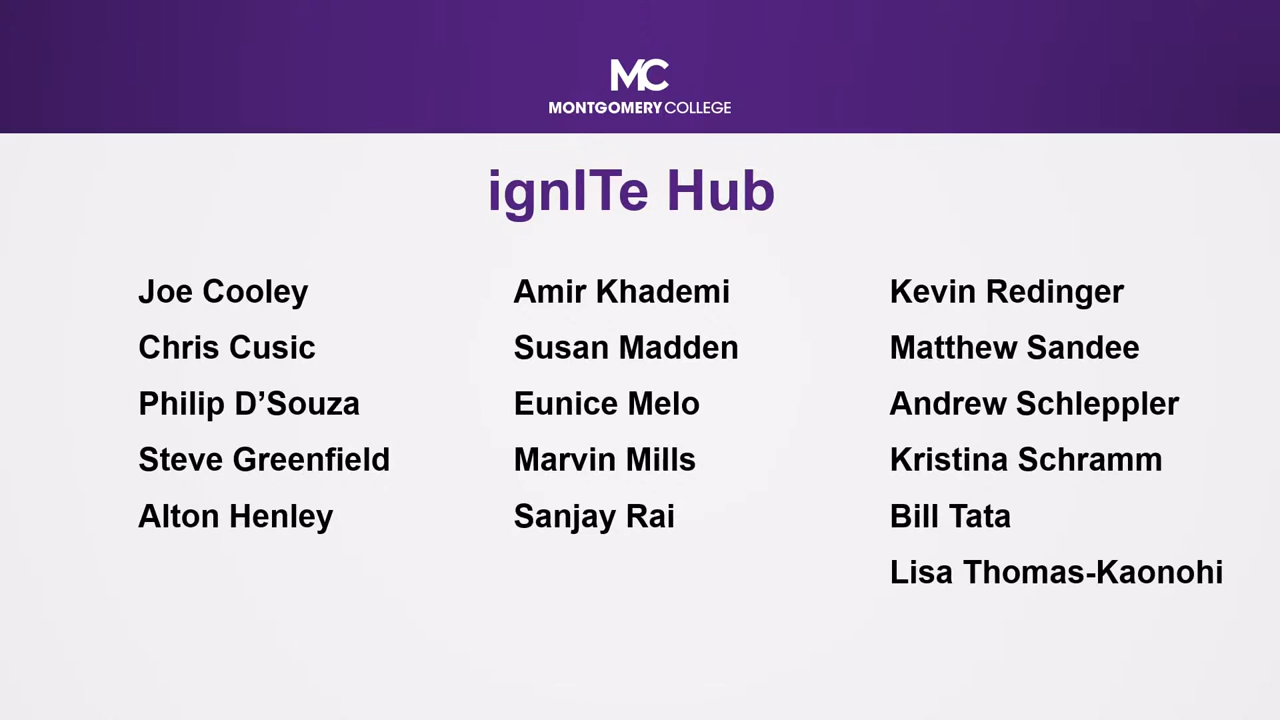 MC
MONTGOMERY COLLEGE
ignITe Hub
Joe Cooley
Chris Cusic
Philip D’Souza
Steve Greenfield
Alton Henley
Amir Khademi
Susan Madden
Eunice Melo
Marvin Mills
Sanjay Rai
Kevin Redinger
Matthew Sandee
Andrew Schleppler
Kristina Schramm
Bill Tata
Lisa Thomas-Kaonohi